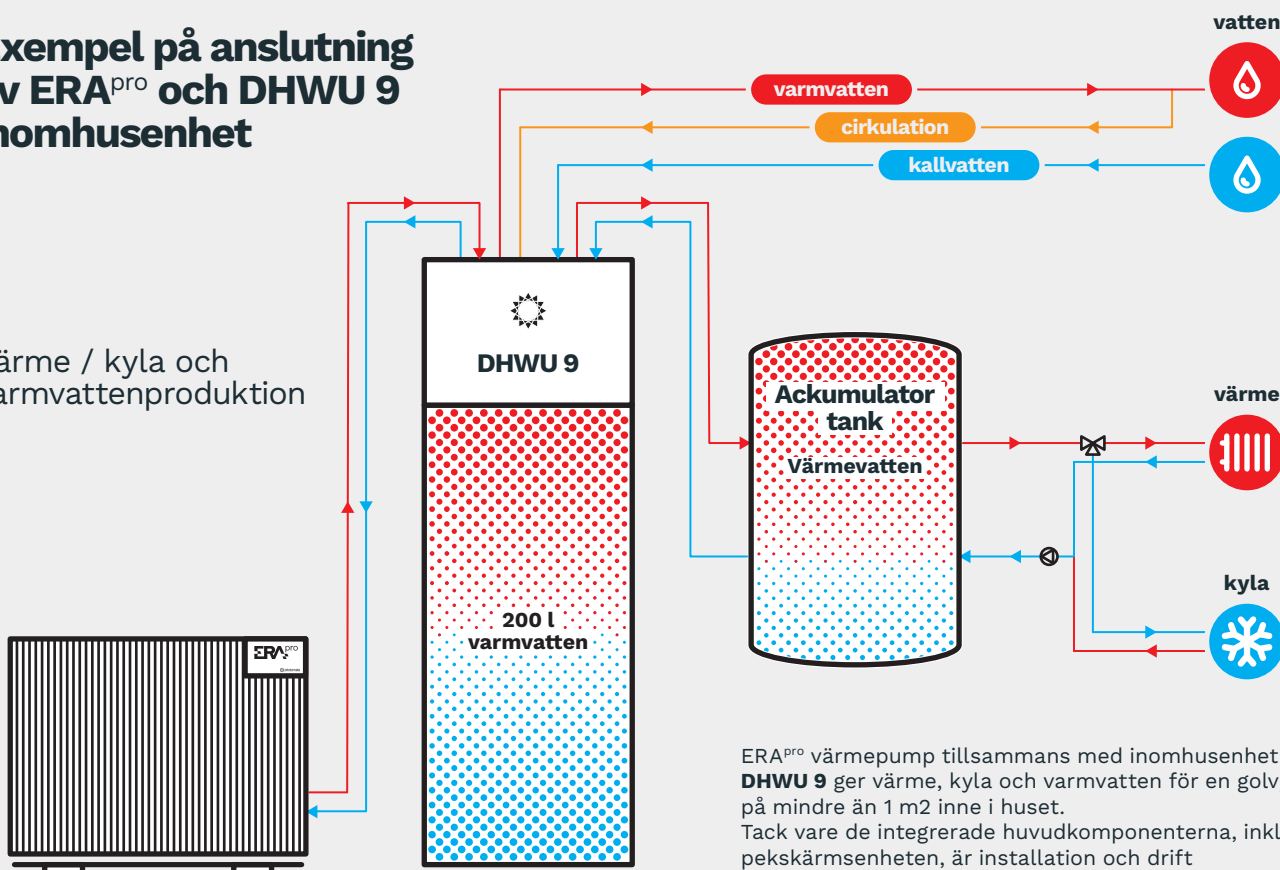 xempel på anslutning
v ERApro och DHWU 9
nomhusenhet
vatten
varmvatten
cirkulation
kallvatten
ärme / kyla och
armvattenproduktion
DHWU 9
Ackumulator
tank
Värmevatten
värme
200 l
varmvatten
kyla
ERA pro
ERApro värmepump tillsammans med inomhusenhet
DHWU 9 ger värme, kyla och varmvatten för en golv
på mindre än 1 m2 inne i huset.
Tack vare de integrerade huvudkomponenterna, inkl
pekskärmsenheten, är installation och drift